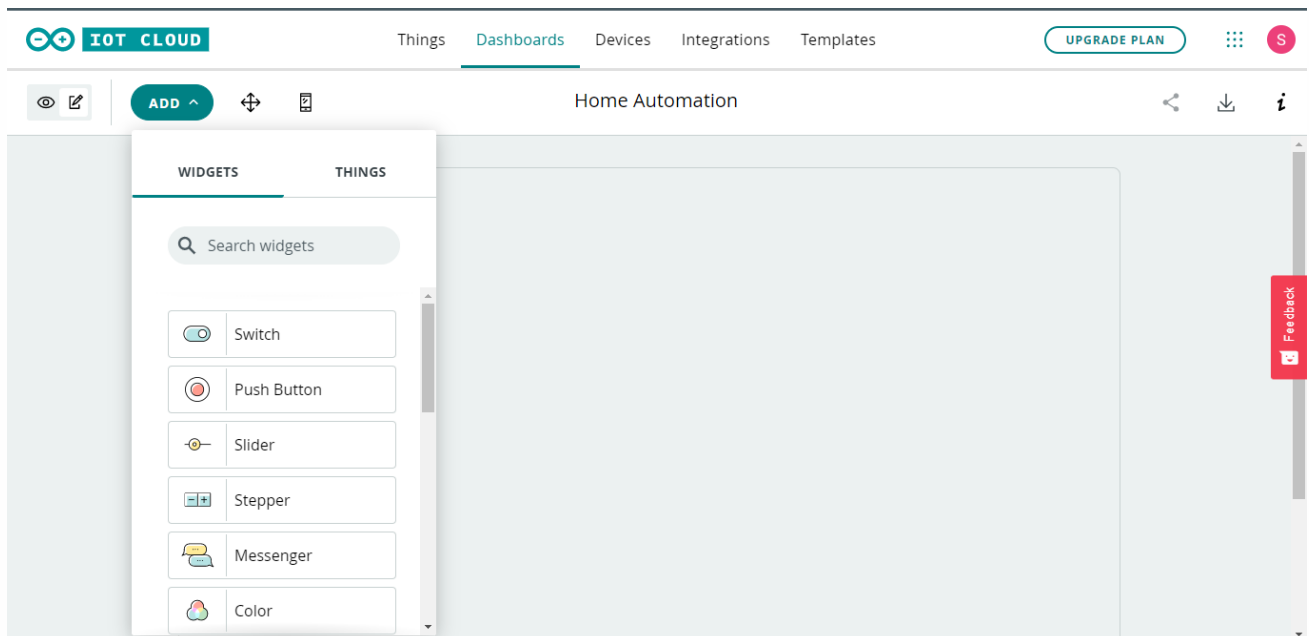 IOT CLOUD
Things Dashboards Devices Integrations Templates
UPGRADE PLAN
S
ADD
Home Automation
i
WIDGETS THINGS
Search widgets
Switch
Push Button
Slider
Stepper
Messenger
Color
Feedback